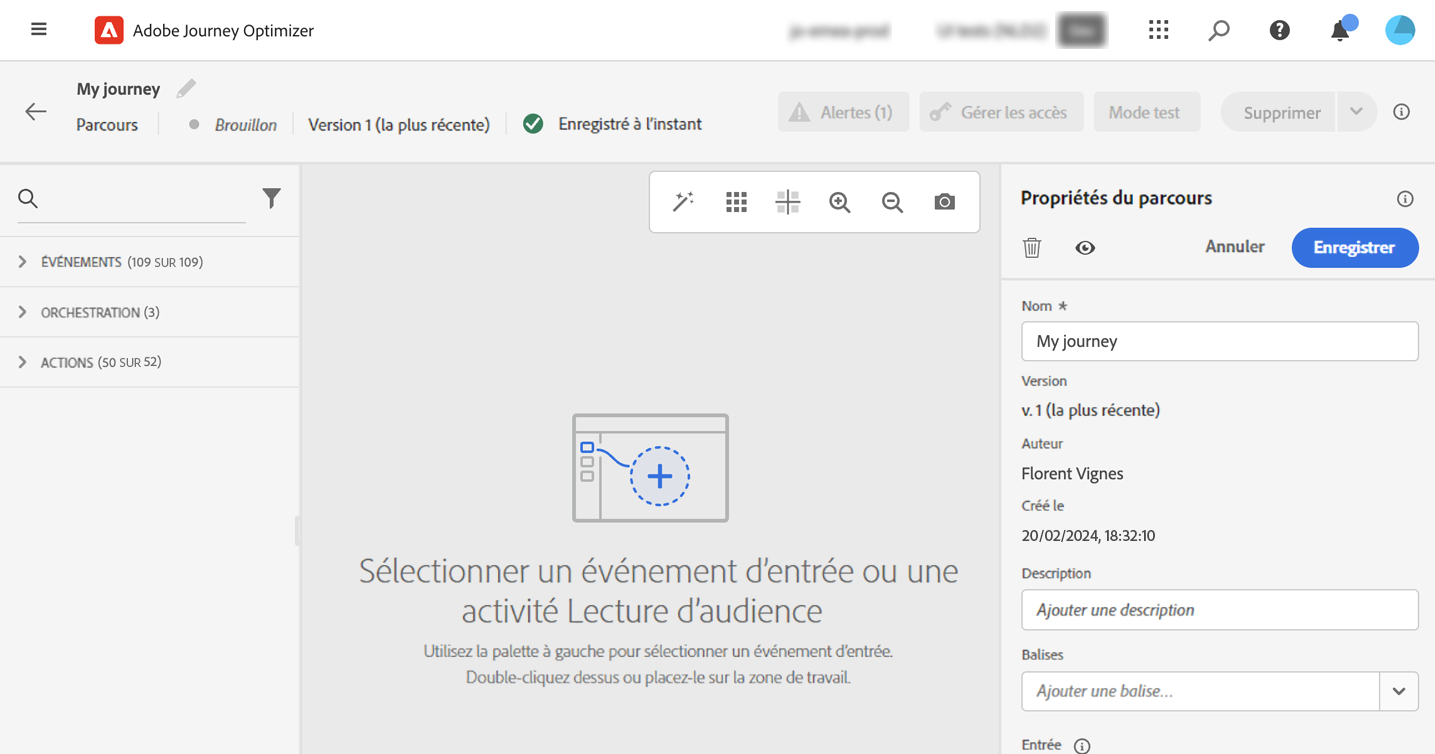 Adobe Journey Optimizer
My journey
Parcours
Brouillon
Version 1 (la plus récente)
Enregistré à l'instant
Alertes (1)
Gérer les accès
Mode test
Supprimer
ÉVÉNEMENTS (109 SUR 109)
ORCHESTRATION (3)
ACTIONS (50 SUR 52)
Sélectionner un événement d'entrée ou une
activité Lecture d'audience
Utilisez la palette à gauche pour sélectionner un événement d'entrée.
Double-cliquez dessus ou placez-le sur la zone de travail.
Propriétés du parcours
Annuler
Enregistrer
Nom *
My journey
Version
v. 1 (la plus récente)
Auteur
Florent Vignes
Créé le
20/02/2024, 18:32:10
Description
Ajouter une description
Balises
Ajouter une balise...
Entrée